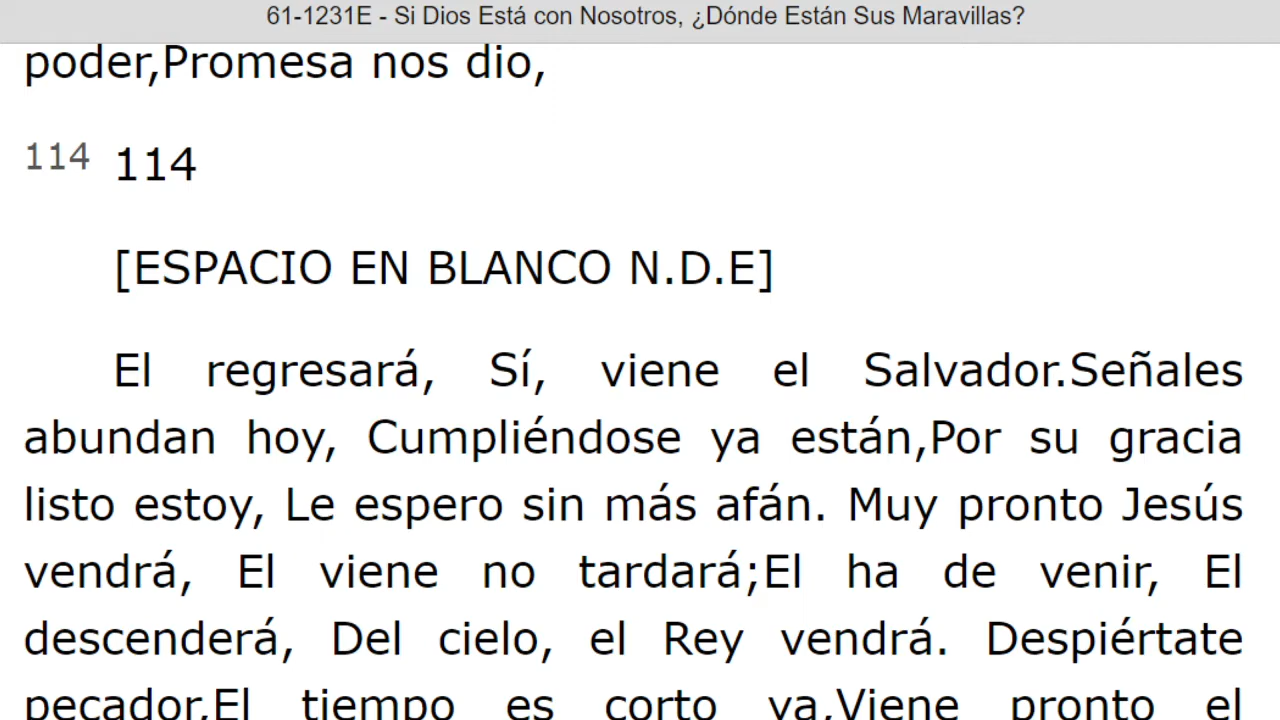 61-1231E - Si Dios Está con Nosotros, ¿Dónde Están Sus Maravillas?
poder,Promesa nos dio,
114 114
[ESPACIO EN BLANCO N.D.E]
El regresará, Sí, viene el Salvador.Señales
abundan hoy, Cumpliéndose ya están,Por su gracia
listo estoy, Le espero sin más afán. Muy pronto Jesús
vendrá, El viene no tardará;El ha de venir, El
descenderá, Del cielo, el Rey vendrá. Despiértate
pecador,El tiempo es corto ya,Viene pronto el